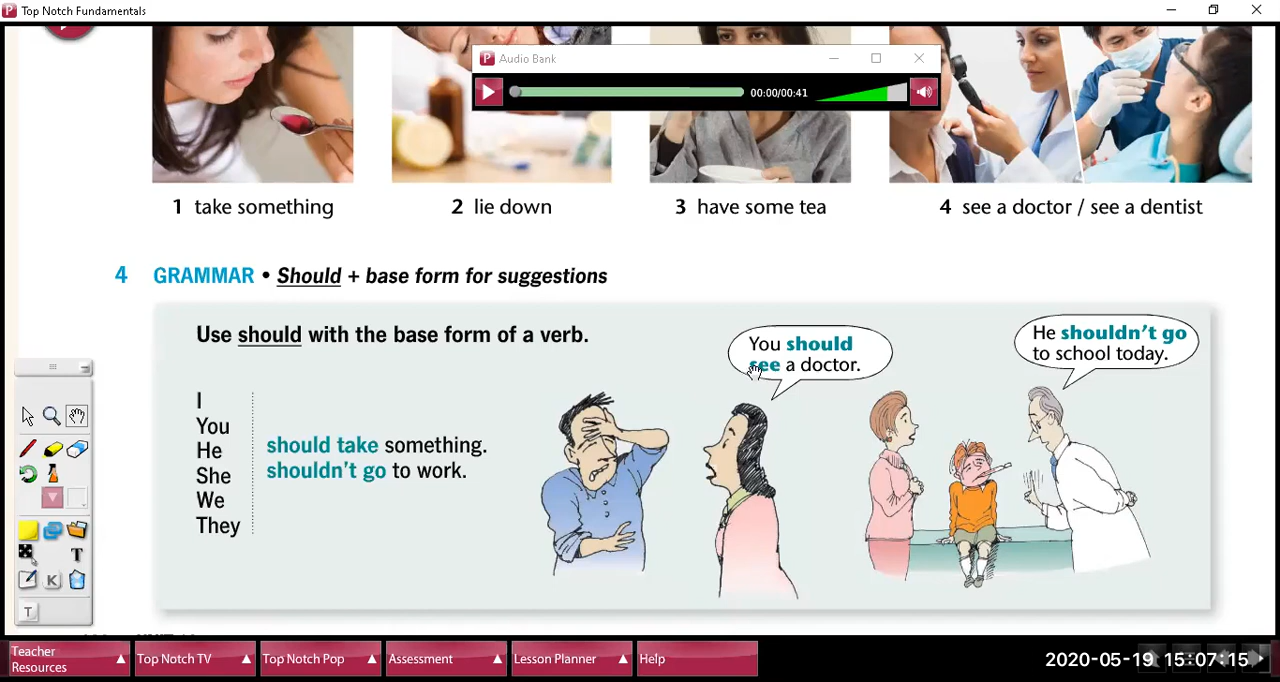 Top Notch Fundamentals
Audio Bank
00:00/00:41
1 take something
2 lie down
3 have some tea
4 see a doctor / see a dentist
4 GRAMMAR • Should + base form for suggestions
Use should with the base form of a verb.
I
You
He
She
We
They
should take something.
shouldn't go to work.
You should
see a doctor.
He shouldn't go
to school today.
T
K
T
Teacher
Resources
Top Notch TV
Top Notch Pop
Assessment
Lesson Planner
Help
2020-05-19 15:07:15